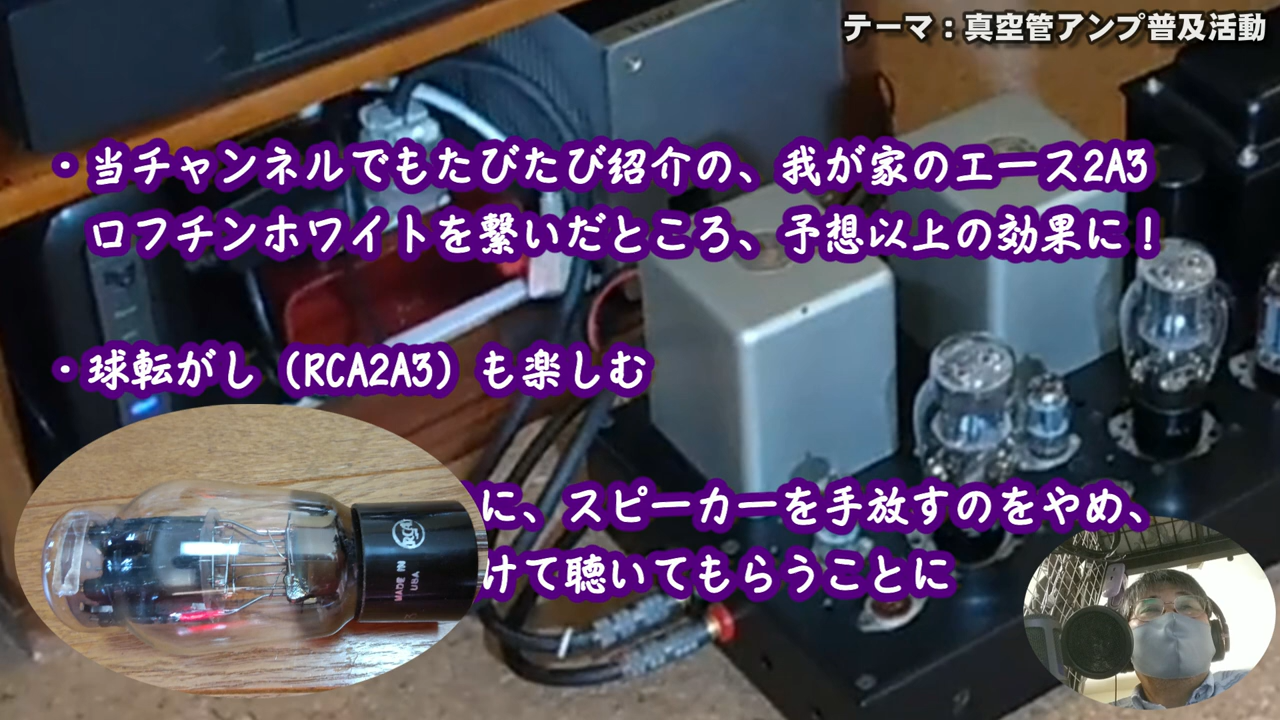 テーマ：真空管アンプ普及活動
・当チャンネルでもたびたび紹介の、我が家のエース2A3
ロフチンホワイトを繋いだところ、予想以上の効果に！
・球転がし（RCA2A3）も楽しむ
に、スピーカーを手放すのをやめ、
けて聴いてもらうことに
RCA
MADE IN
USA